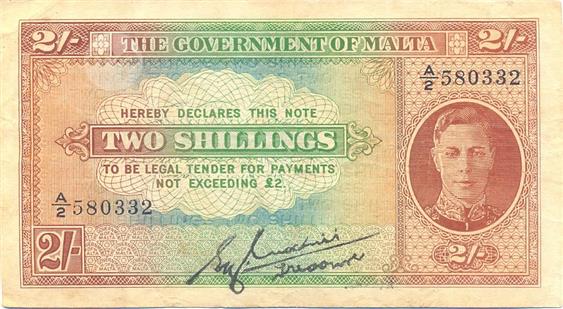 2/- THE GOVERNMENT OF MALTA 2/-
A/2 580332
HEREBY DECLARES THIS NOTE
TWO SHILLINGS
TO BE LEGAL TENDER FOR PAYMENTS
NOT EXCEEDING £2.
A/2 580332
2/- 2/-